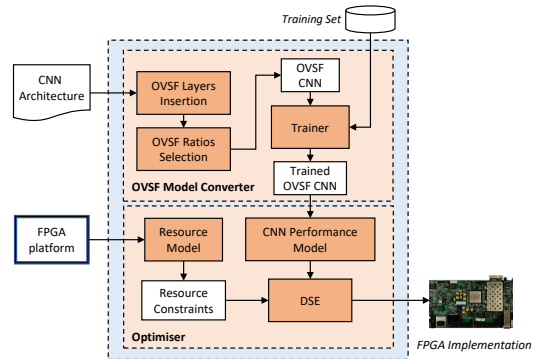 Training Set
CNN
Architecture
OVSF Layers
Insertion
OVSF
CNN
OVSF Ratios
Selection
Trainer
Trained
OVSF CNN
OVSF Model Converter
FPGA
platform
Resource
Model
CNN Performance
Model
Resource
Constraints
DSE
Optimiser
FPGA Implementation